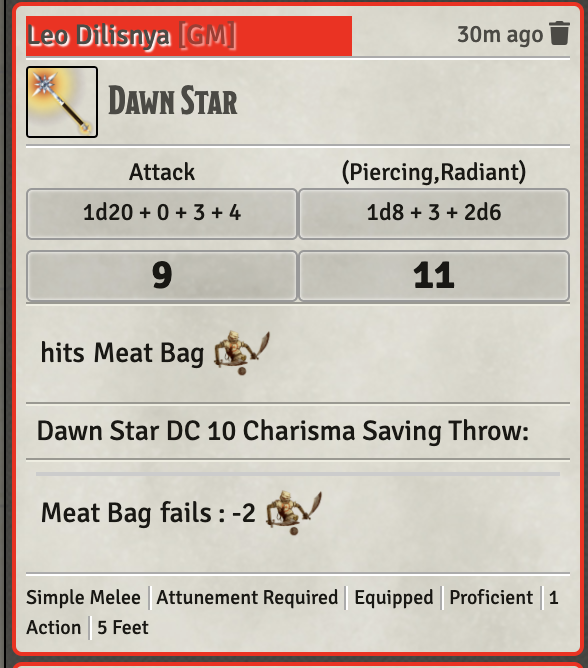 Leo Dilisnya [GM] 30m ago
Dawn Star
Attack (Piercing,Radiant)
1d20 + 0 + 3 + 4 1d8 + 3 + 2d6
9 11
hits Meat Bag
Dawn Star DC 10 Charisma Saving Throw:
Meat Bag fails : -2
Simple Melee | Attunement Required | Equipped | Proficient | 1
Action | 5 Feet